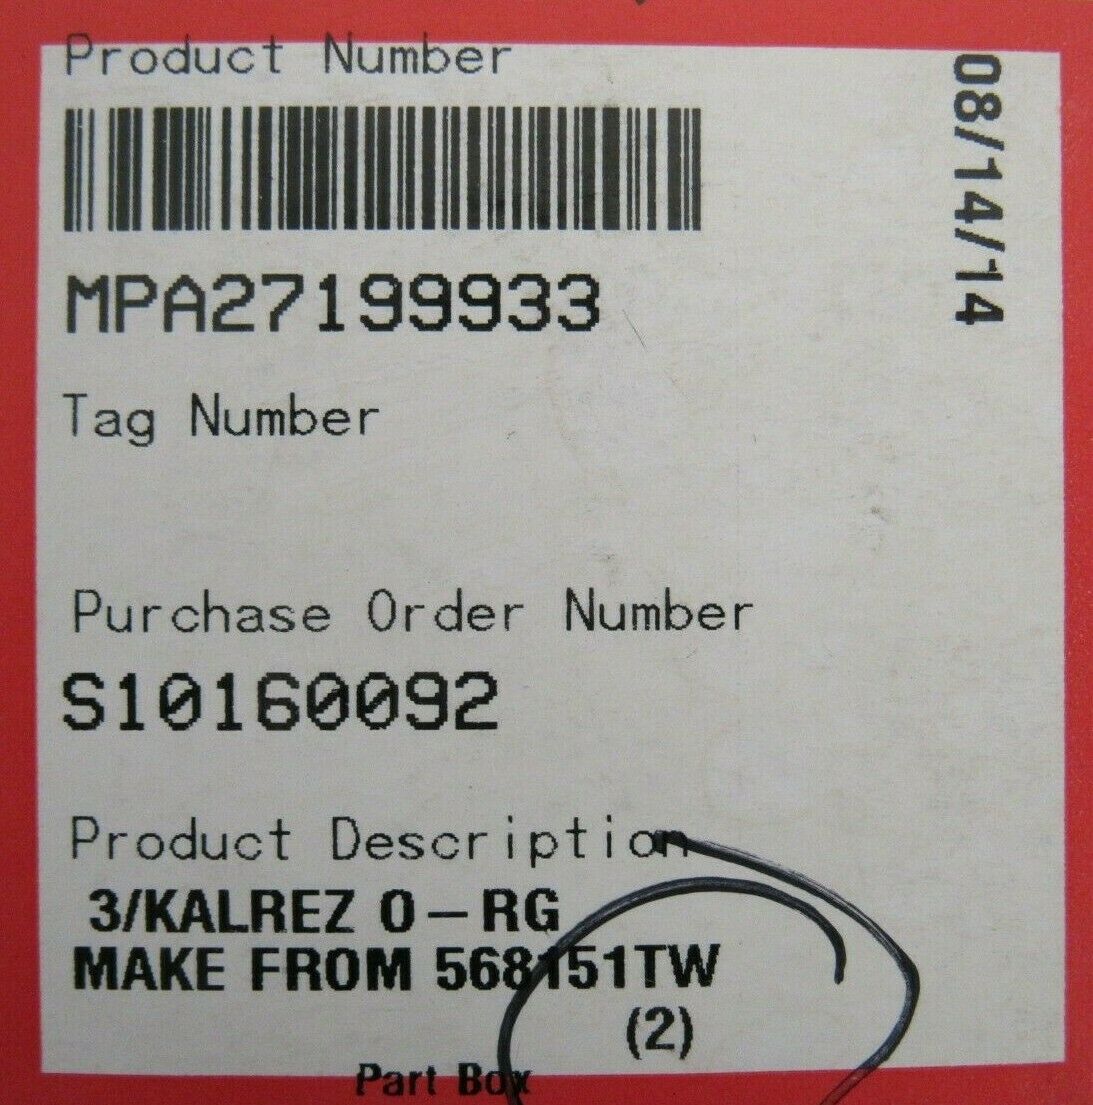 Product Number
08/14/14
MPA27199933
Tag Number
Purchase Order Number
S10160092
Product Description
3/KALREZ O-RG
MAKE FROM 568151TW
(2)
Part Box